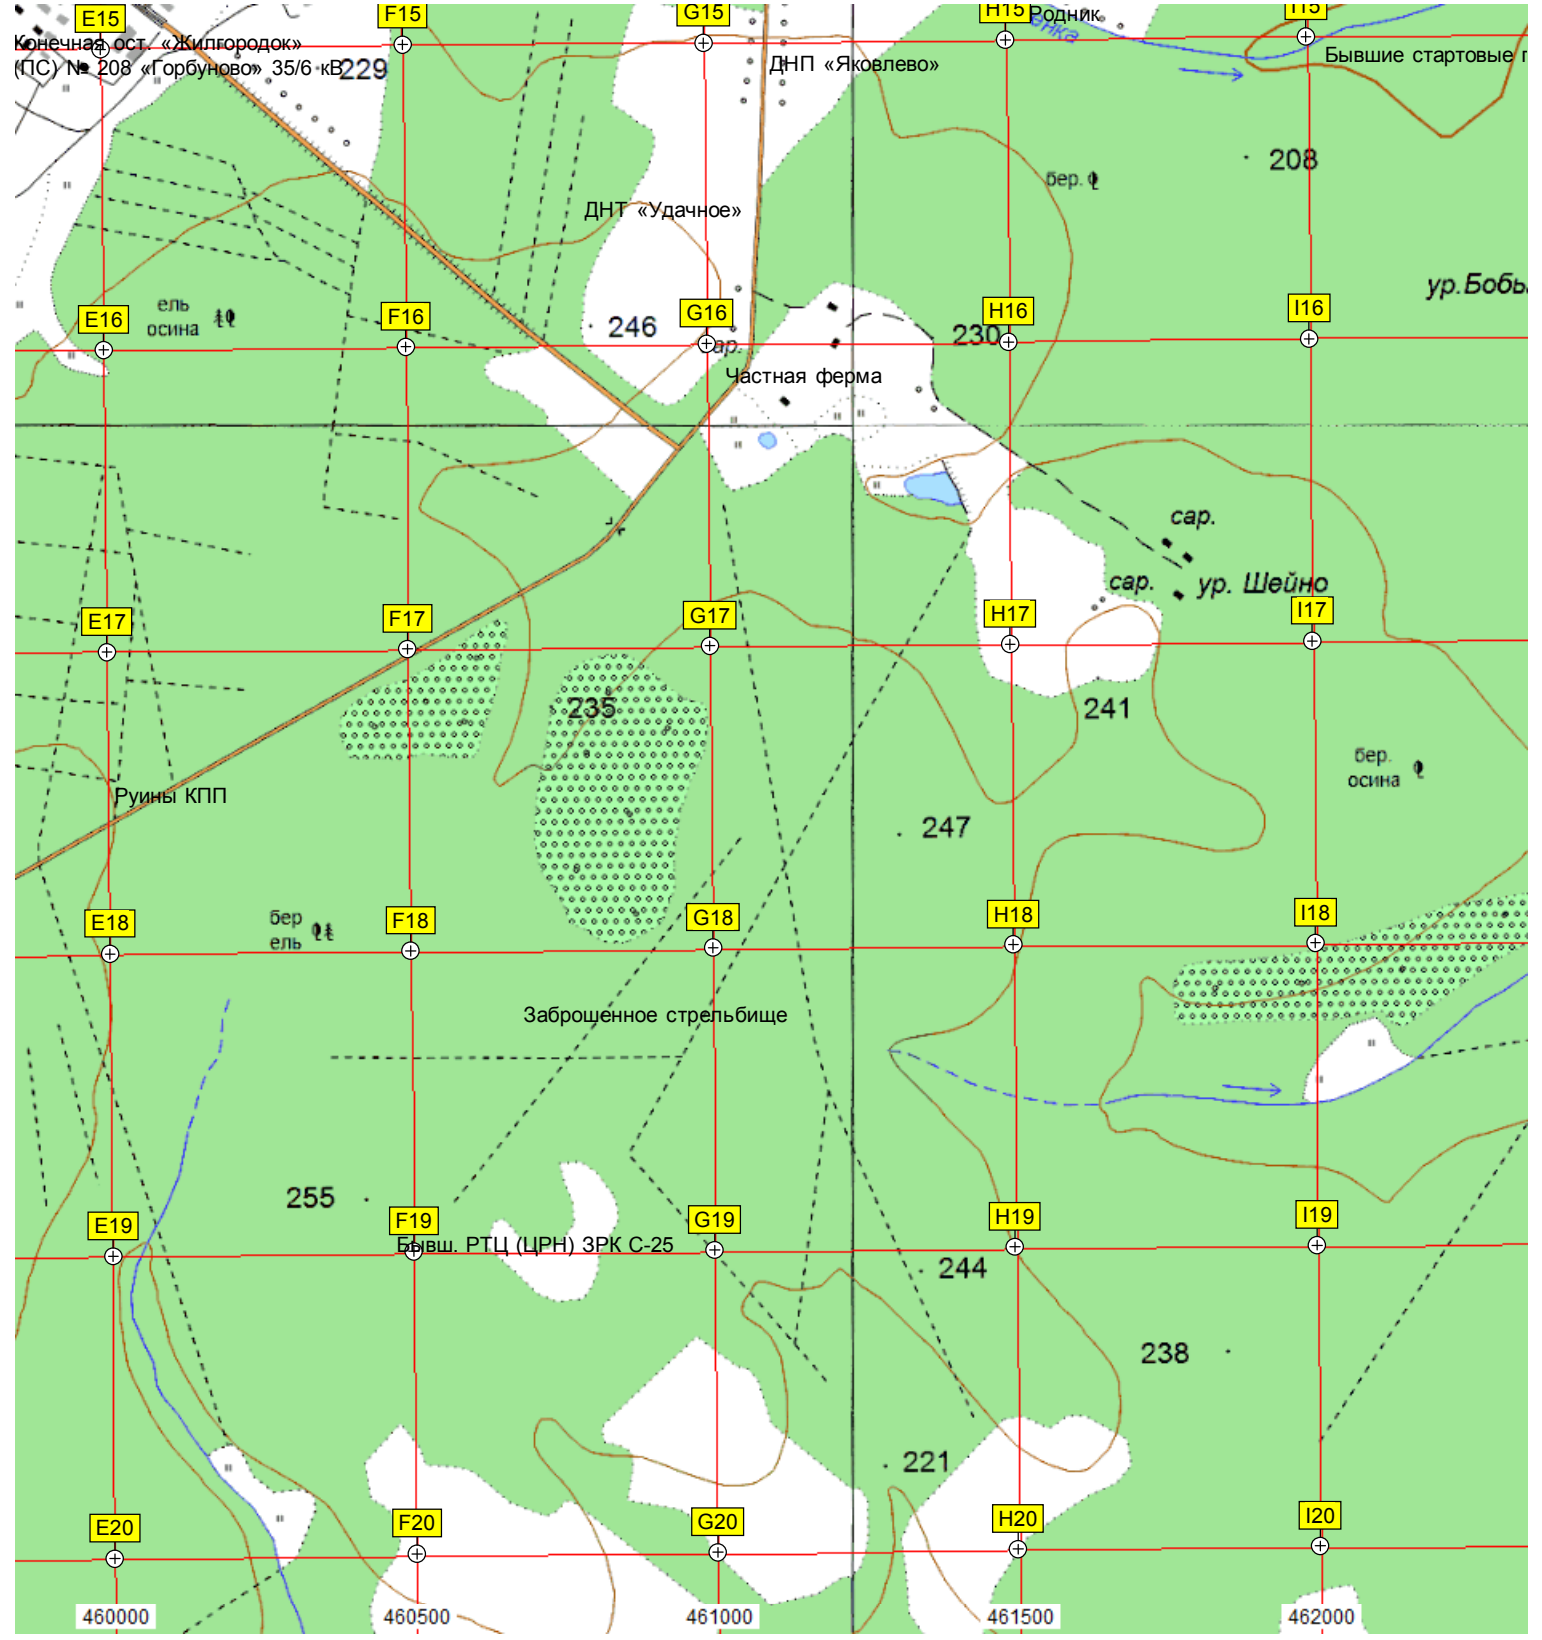 E15
F15
G15
H15
I15
Родник
Конечная ост. «Жилгородок»
(ПС) № 208 «Горбуново» 35/6 кВ
229
ДНП «Яковлево»
Бывшие стартовые п
208
бер.
ДНТ «Удачное»
ур.Бобы
ель
осина
E16
F16
246
G16
сар.
230
H16
I16
Частная ферма
сар.
сар.
ур. Шейно
E17
F17
G17
H17
I17
235
241
бер.
осина
Руины КПП
247
E18
бер
ель
F18
G18
H18
I18
Заброшенное стрельбище
255
E19
F19
G19
H19
I19
Бывш. РТЦ (ЦРН) ЗРК С-25
244
238
221
E20
F20
G20
H20
I20
460000
460500
461000
461500
462000